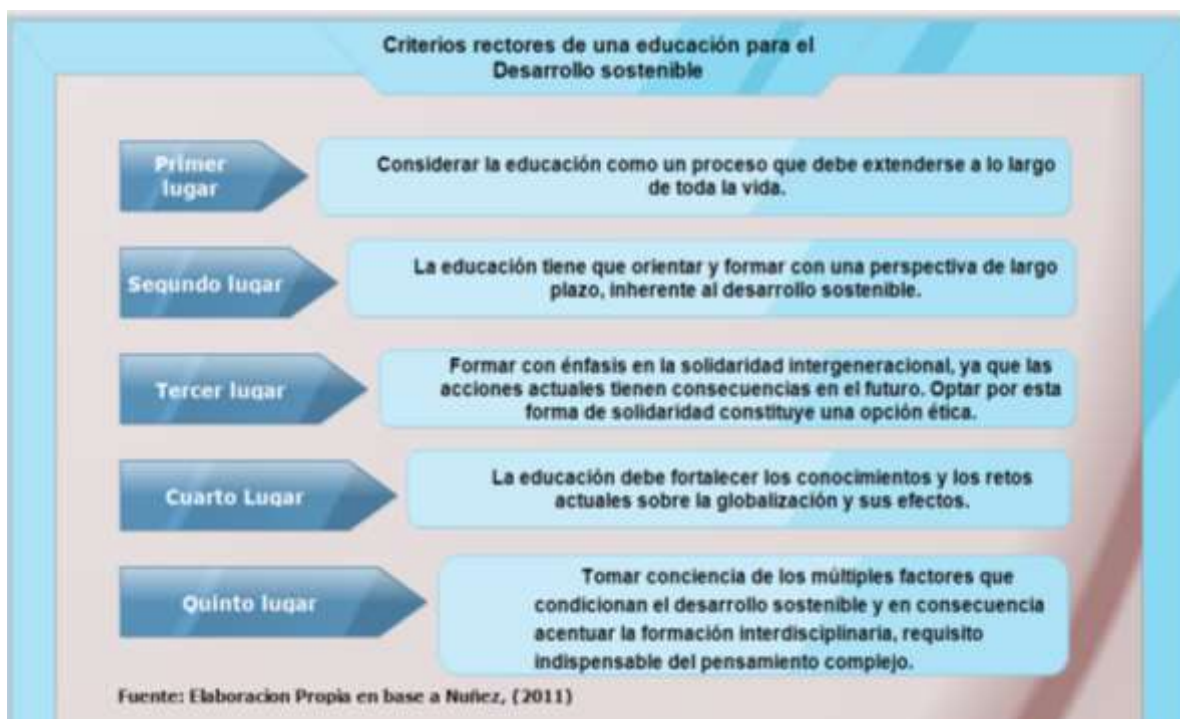 Criterios rectores de una educación para el
Desarrollo sostenible
Primer
lugar
Considerar la educación como un proceso que debe extenderse a lo largo
de toda la vida.
Segundo lugar
La educación tiene que orientar y formar con una perspectiva de largo
plazo, inherente al desarrollo sostenible.
Tercer lugar
Formar con énfasis en la solidaridad intergeneracional, ya que las
acciones actuales tienen consecuencias en el futuro. Optar por esta
forma de solidaridad constituye una opción ética.
Cuarto Lugar
La educación debe fortalecer los conocimientos y los retos
actuales sobre la globalización y sus efectos.
Quinto lugar
Tomar conciencia de los múltiples factores que
condicionan el desarrollo sostenible y en consecuencia
acentuar la formación interdisciplinaria, requisito
indispensable del pensamiento complejo.
Fuente: Elaboracion Propia en base a Nuñez, (2011)